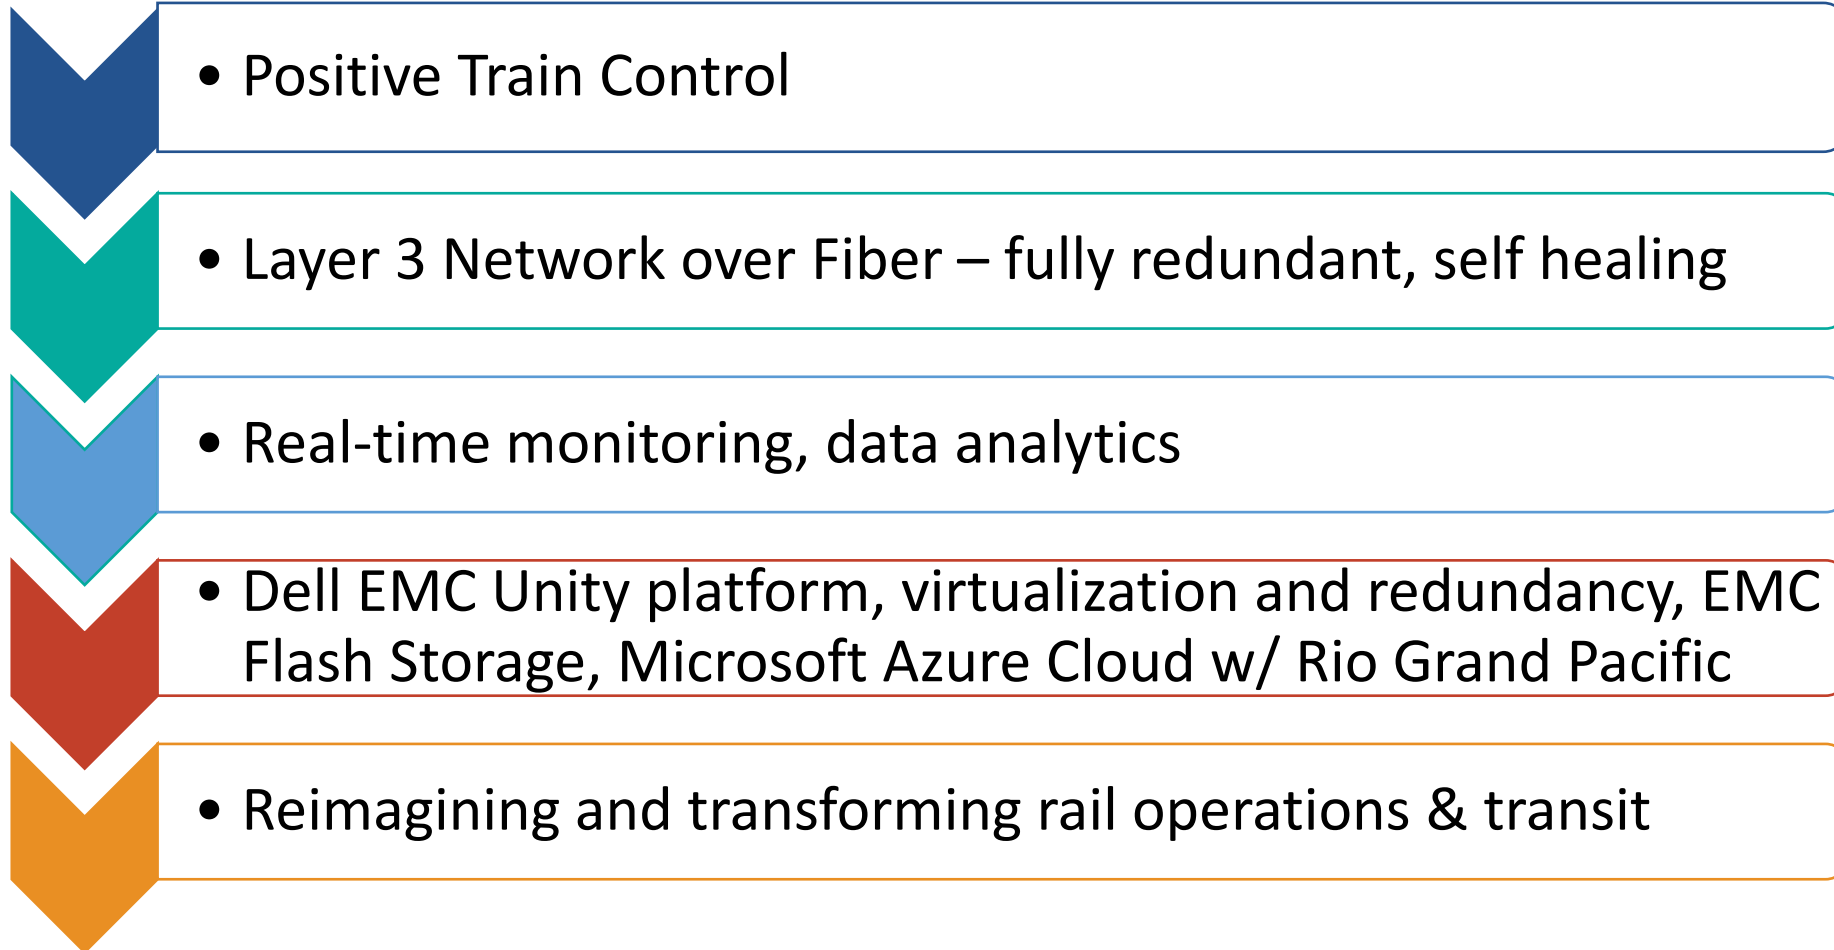 • Positive Train Control
• Layer 3 Network over Fiber – fully redundant, self healing
• Real-time monitoring, data analytics
• Dell EMC Unity platform, virtualization and redundancy, EMC
Flash Storage, Microsoft Azure Cloud w/ Rio Grand Pacific
• Reimagining and transforming rail operations & transit